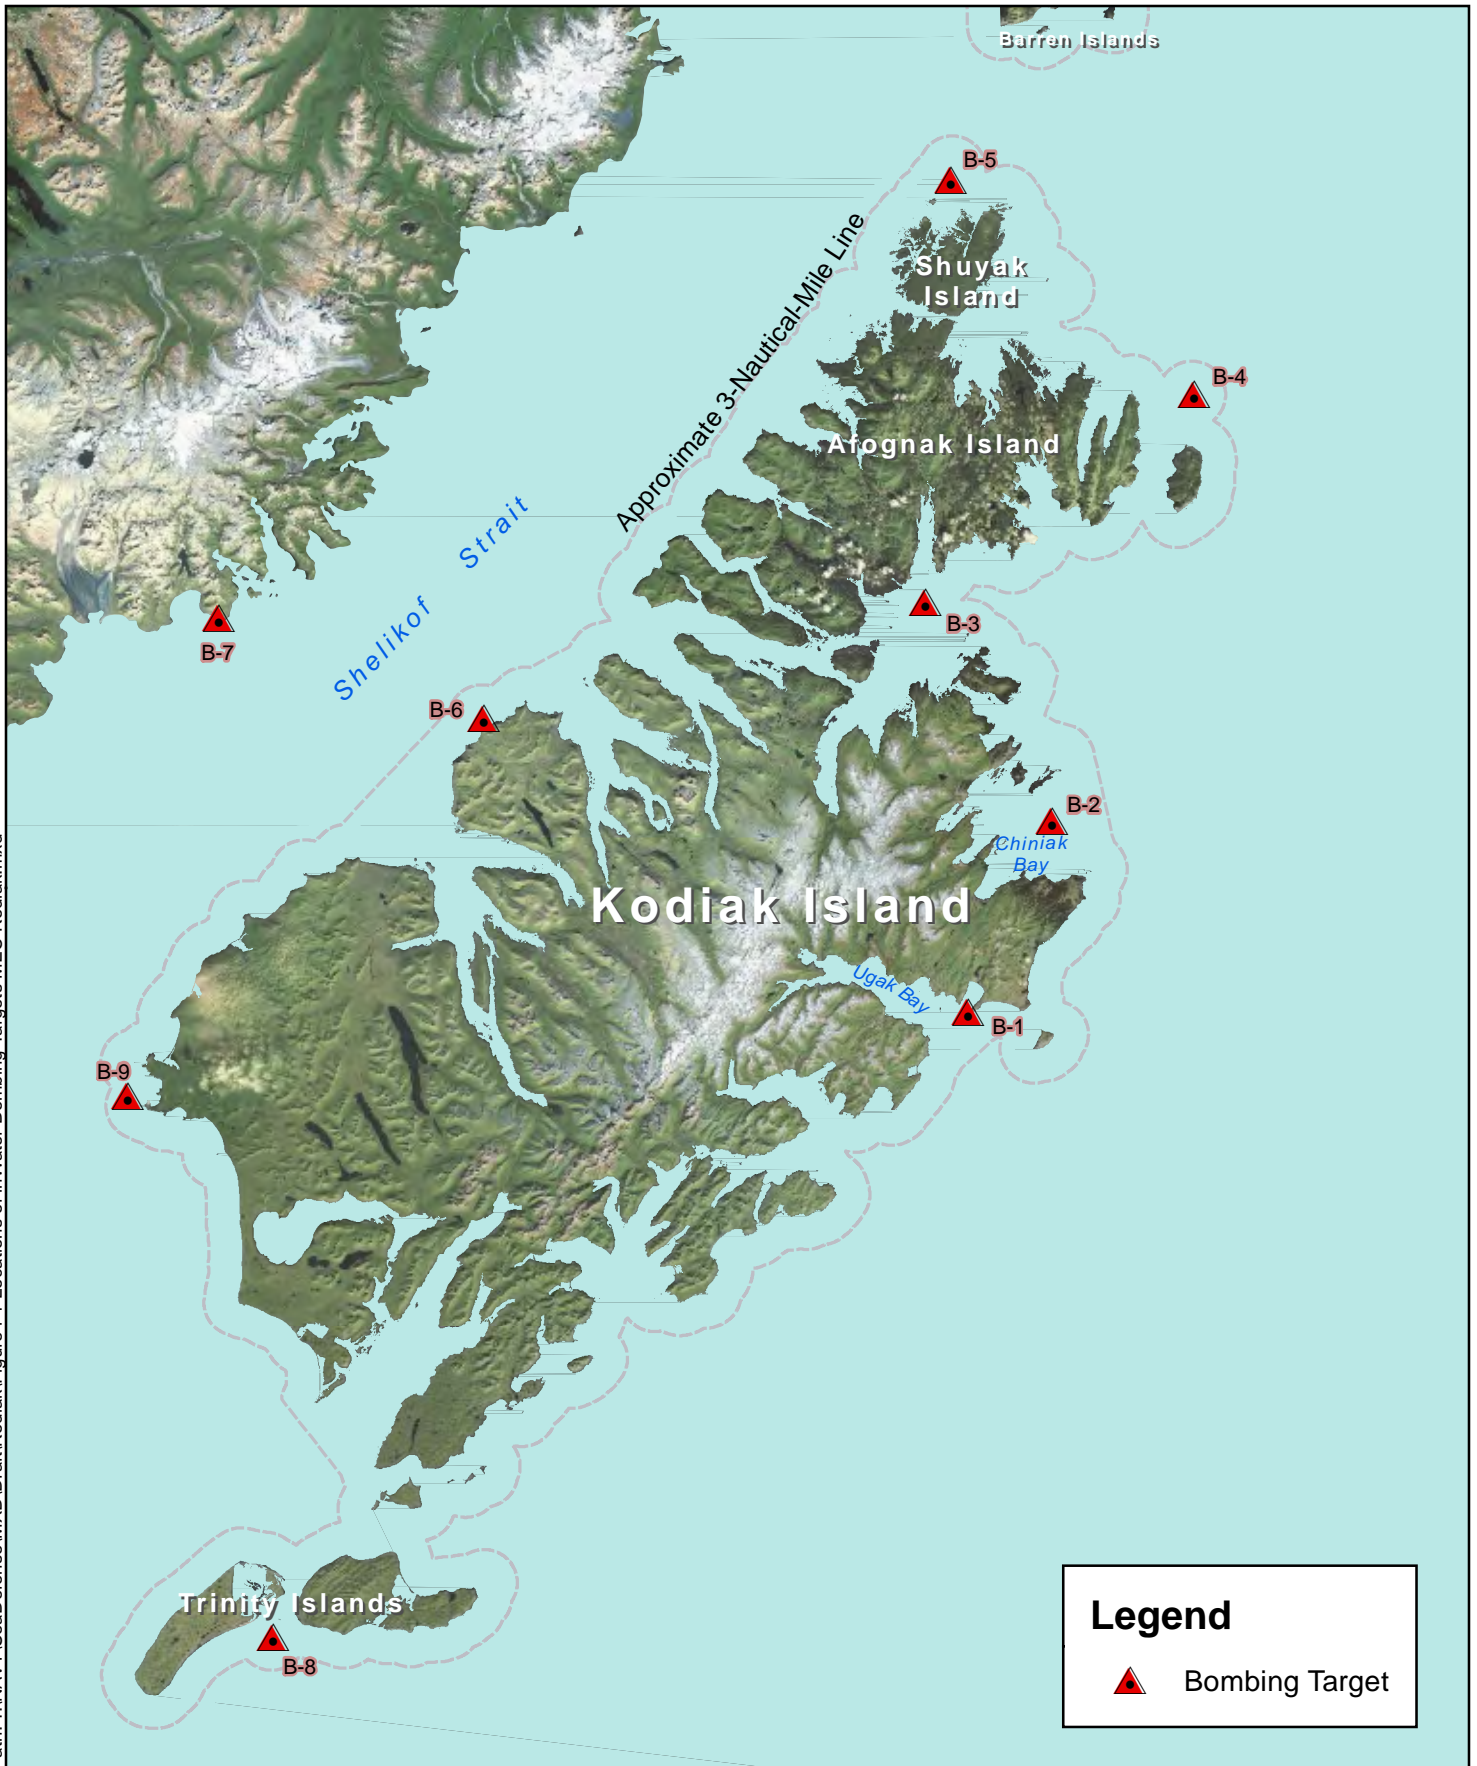 Barren Islands
B-5
Shuyak
Island
Approximate 3-Nautical-Mile Line
B-4
Afognak Island
Shelikof Strait
B-3
B-7
B-6
B-2
Chiniak
Bay
Kodiak Island
Ugak Bay
B-1
B-9
Trinity Islands
B-8
Legend
Bombing Target